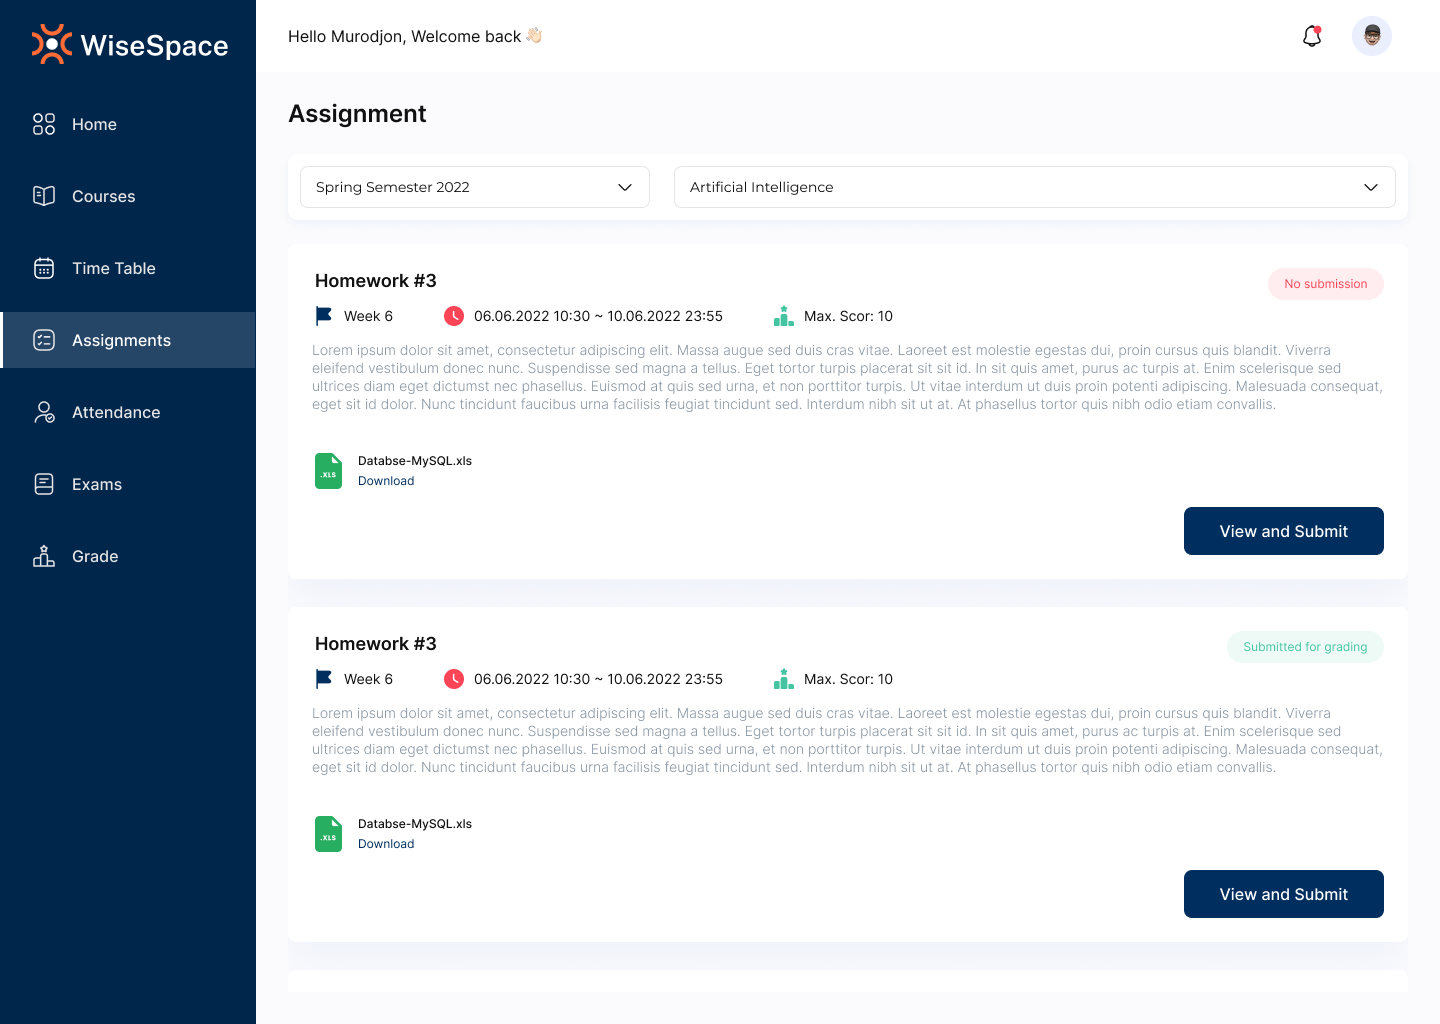 WiseSpace
Hello Murodjon, Welcome back 👋🏻
Home
Courses
Time Table
Assignments
Attendance
Exams
Grade
Assignment
Spring Semester 2022
Artificial Intelligence
Homework #3
No submission
Week 6
06.06.2022 10:30 ~ 10.06.2022 23:55
Max. Scor: 10
Lorem ipsum dolor sit amet, consectetur adipiscing elit. Massa augue sed duis cras vitae. Laoreet est molestie egestas dui, proin cursus quis blandit. Viverra
eleifend vestibulum donec nunc. Suspendisse sed magna a tellus. Eget tortor turpis placerat sit sit id. In sit quis amet, purus ac turpis at. Enim scelerisque sed
ultrices diam eget dictumst nec phasellus. Euismod at quis sed urna, et non porttitor turpis. Ut vitae interdum ut duis proin potenti adipiscing. Malesuada consequat,
eget sit id dolor. Nunc tincidunt faucibus urna facilisis feugiat tincidunt sed. Interdum nibh sit ut at. At phasellus tortor quis nibh odio etiam convallis.
.XLS
Databse-MySQL.xls
Download
View and Submit
Homework #3
Submitted for grading
Week 6
06.06.2022 10:30 ~ 10.06.2022 23:55
Max. Scor: 10
Lorem ipsum dolor sit amet, consectetur adipiscing elit. Massa augue sed duis cras vitae. Laoreet est molestie egestas dui, proin cursus quis blandit. Viverra
eleifend vestibulum donec nunc. Suspendisse sed magna a tellus. Eget tortor turpis placerat sit sit id. In sit quis amet, purus ac turpis at. Enim scelerisque sed
ultrices diam eget dictumst nec phasellus. Euismod at quis sed urna, et non porttitor turpis. Ut vitae interdum ut duis proin potenti adipiscing. Malesuada consequat,
eget sit id dolor. Nunc tincidunt faucibus urna facilisis feugiat tincidunt sed. Interdum nibh sit ut at. At phasellus tortor quis nibh odio etiam convallis.
.XLS
Databse-MySQL.xls
Download
View and Submit